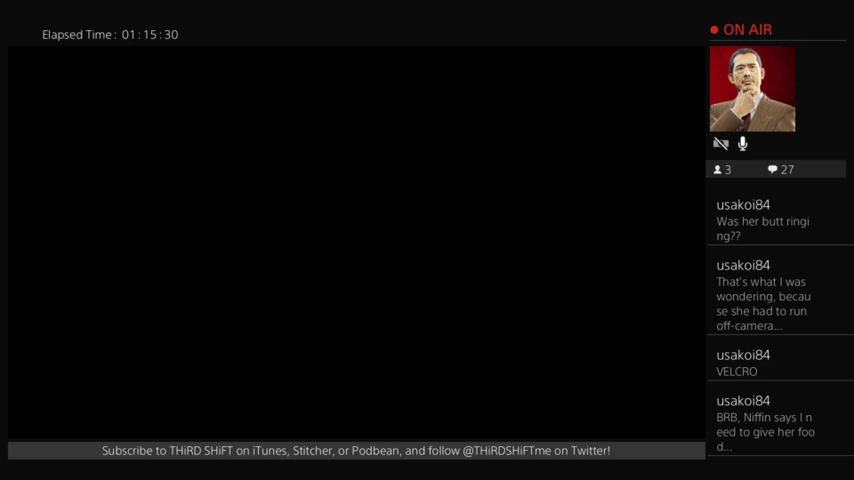 Elapsed Time: 01:15:30
ON AIR
3
27
usakoi84
Was her butt ringi
ng??
usakoi84
That's what I was
wondering, becau
se she had to run
off-camera...
usakoi84
VELCRO
usakoi84
BRB, Niffin says I n
eed to give her foo
d...
Subscribe to THiRD SHiFT on iTunes, Stitcher, or Podbean, and follow @THiRDSHiFTme on Twitter!